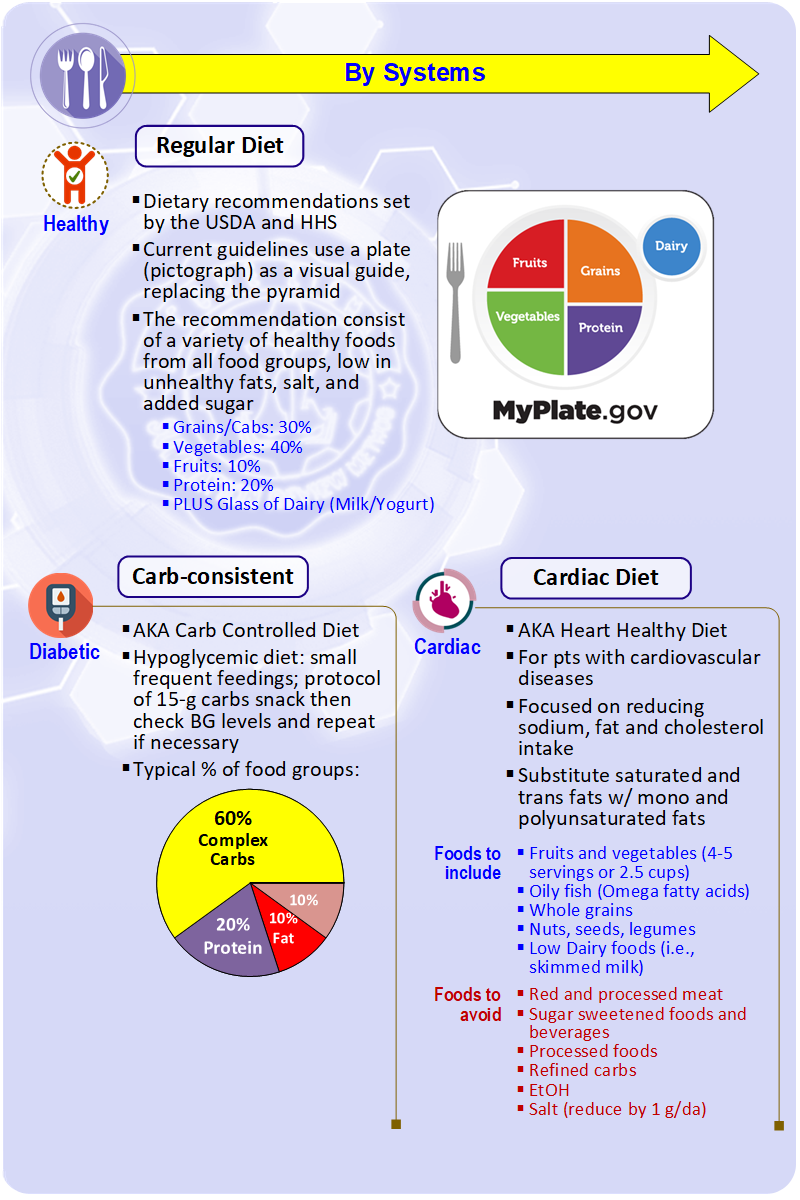 By Systems
Regular Diet
Healthy
▪ Dietary recommendations set
by the USDA and HHS
▪ Current guidelines use a plate
(pictograph) as a visual guide,
replacing the pyramid
▪ The recommendation consist
of a variety of healthy foods
from all food groups, low in
unhealthy fats, salt, and
added sugar
▪ Grains/Cabs: 30%
▪ Vegetables: 40%
▪ Fruits: 10%
▪ Protein: 20%
▪ PLUS Glass of Dairy (Milk/Yogurt)
Dairy
Fruits
Grains
Vegetables
Protein
MyPlate.gov
Carb-consistent
Diabetic
▪ AKA Carb Controlled Diet
▪ Hypoglycemic diet: small
frequent feedings; protocol
of 15-g carbs snack then
check BG levels and repeat
if necessary
▪ Typical % of food groups:
60%
Complex
Carbs
10%
10%
Fat
20%
Protein
Cardiac Diet
Cardiac
▪ AKA Heart Healthy Diet
▪ For pts with cardiovascular
diseases
▪ Focused on reducing
sodium, fat and cholesterol
intake
▪ Substitute saturated and
trans fats w/ mono and
polyunsaturated fats
Foods to
include
▪ Fruits and vegetables (4-5
servings or 2.5 cups)
▪ Oily fish (Omega fatty acids)
▪ Whole grains
▪ Nuts, seeds, legumes
▪ Low Dairy foods (i.e.,
skimmed milk)
Foods to
avoid
▪ Red and processed meat
▪ Sugar sweetened foods and
beverages
▪ Processed foods
▪ Refined carbs
▪ EtOH
▪ Salt (reduce by 1 g/da)